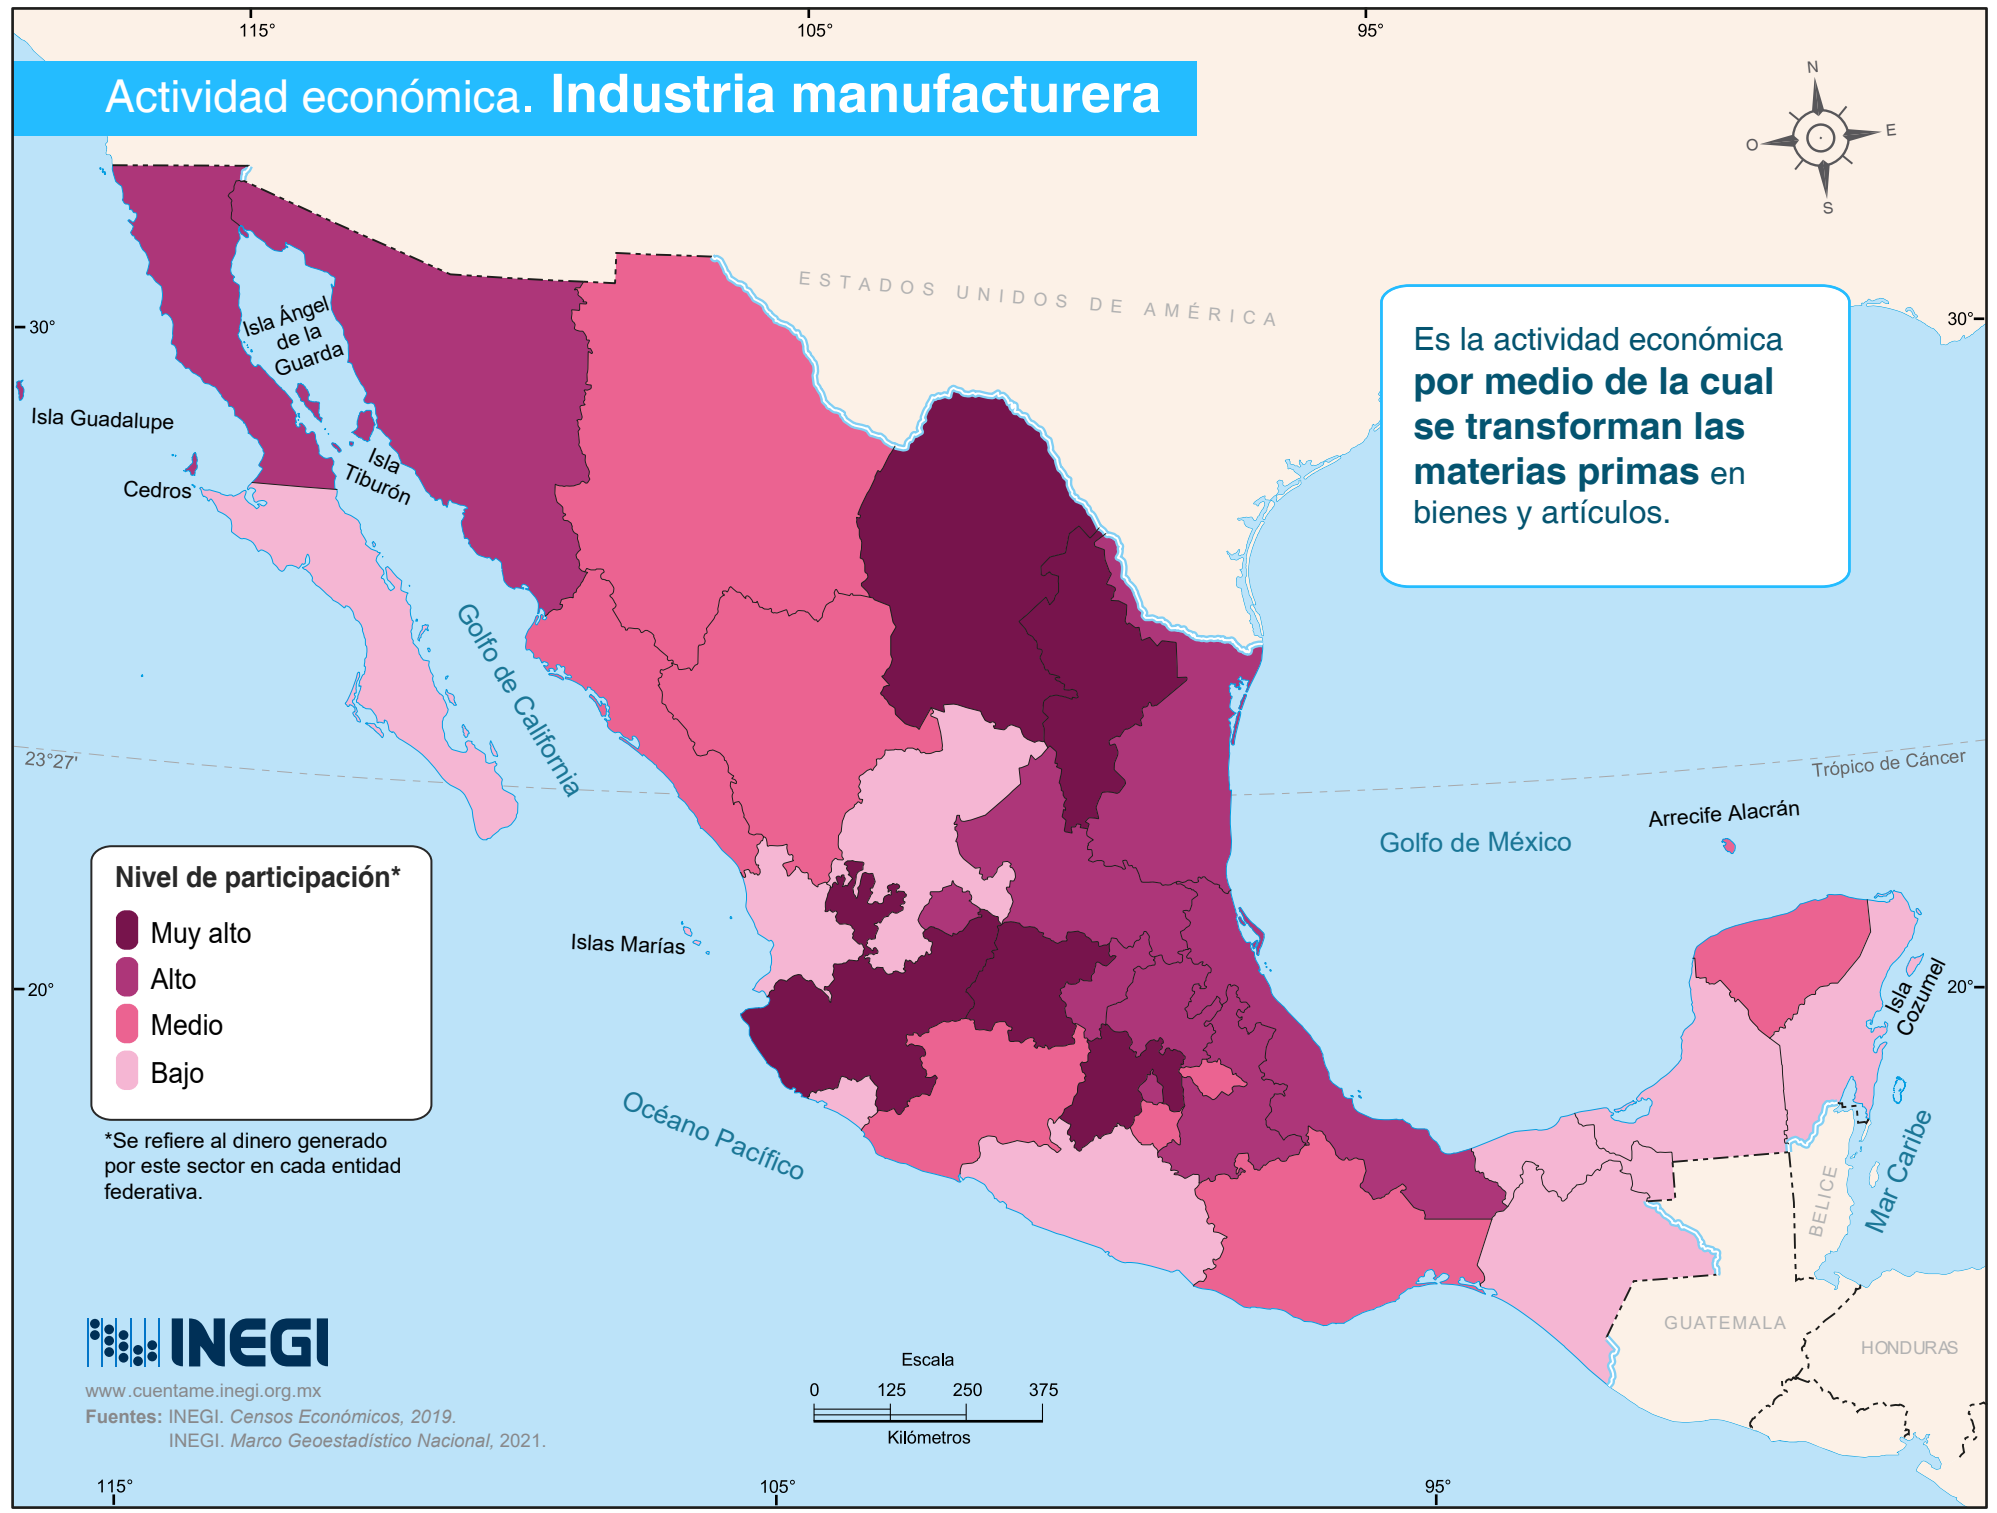 115°
105°
95°
Actividad económica. Industria manufacturera
N
E
O
S
ESTADOS UNIDOS DE AMÉRICA
Es la actividad económica
por medio de la cual
se transforman las
materias primas en
bienes y artículos.
30°
30°
Isla Ángel
de la
Guarda
Isla Guadalupe
Isla
Tiburón
Cedros
Golfo de California
23°27'
Trópico de Cáncer
Arrecife Alacrán
Golfo de México
Nivel de participación*
Muy alto
Alto
Medio
Bajo
*Se refiere al dinero generado
por este sector en cada entidad
federativa.
Islas Marías
20°
20°
Isla
Cozumel
Océano Pacífico
Mar Caribe
BELICE
GUATEMALA
HONDURAS
INEGI
www.cuentame.inegi.org.mx
Fuentes: INEGI. Censos Económicos, 2019.
INEGI. Marco Geoestadístico Nacional, 2021.
Escala
0 125 250 375
Kilómetros
115°
105°
95°